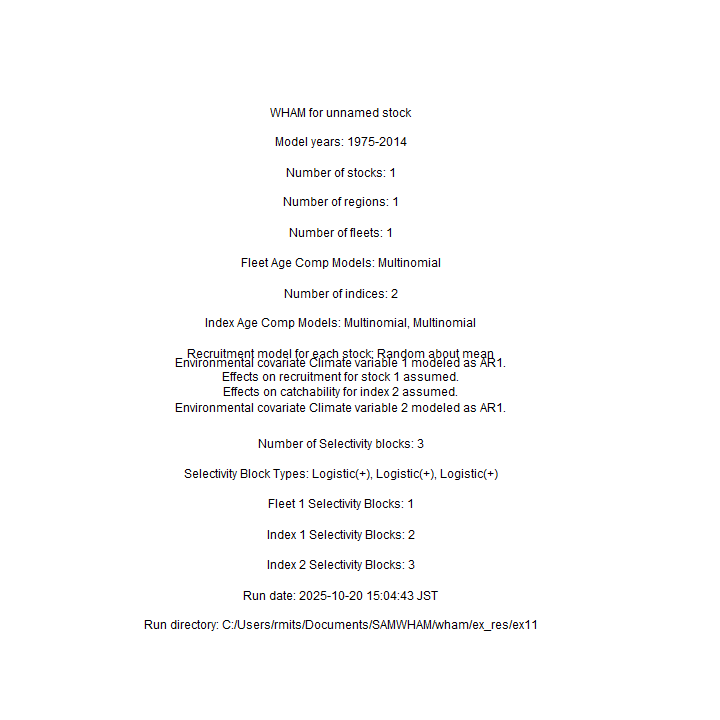 WHAM for unnamed stock
Model years: 1975-2014
Number of stocks: 1
Number of regions: 1
Number of fleets: 1
Fleet Age Comp Models: Multinomial
Number of indices: 2
Index Age Comp Models: Multinomial, Multinomial
Recruitment model for each stock: Random about mean
Environmental covariate Climate variable 1 modeled as AR1.
Effects on recruitment for stock 1 assumed.
Effects on catchability for index 2 assumed.
Environmental covariate Climate variable 2 modeled as AR1.
Number of Selectivity blocks: 3
Selectivity Block Types: Logistic(+), Logistic(+), Logistic(+)
Fleet 1 Selectivity Blocks: 1
Index 1 Selectivity Blocks: 2
Index 2 Selectivity Blocks: 3
Run date: 2025-10-20 15:04:43 JST
Run directory: C:/Users/rmits/Documents/SAMWHAM/wham/ex_res/ex11